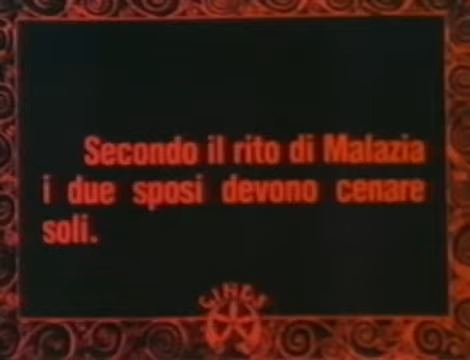 Secondo il rito di Malazia
i due sposi devono cenare
soli.
CINES